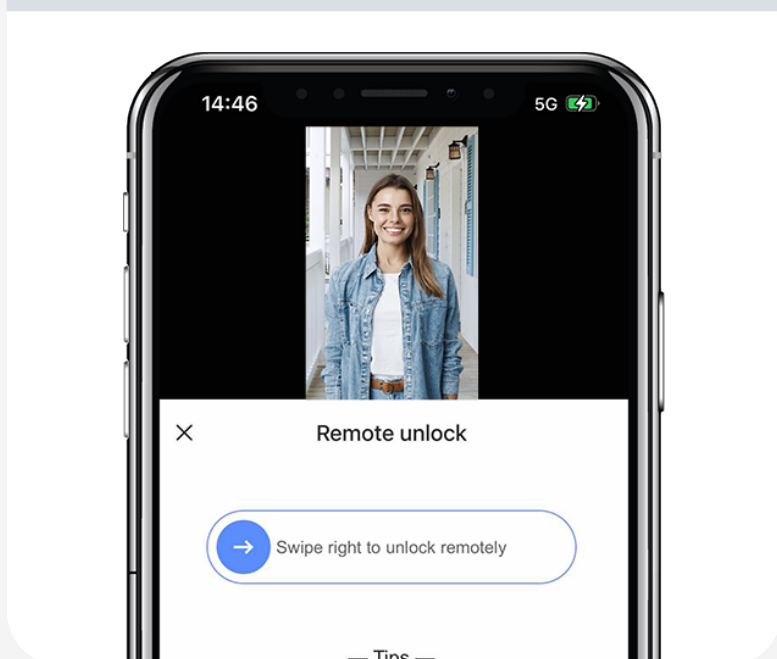 14:46 5G
Remote unlock
Swipe right to unlock remotely
— Tips —